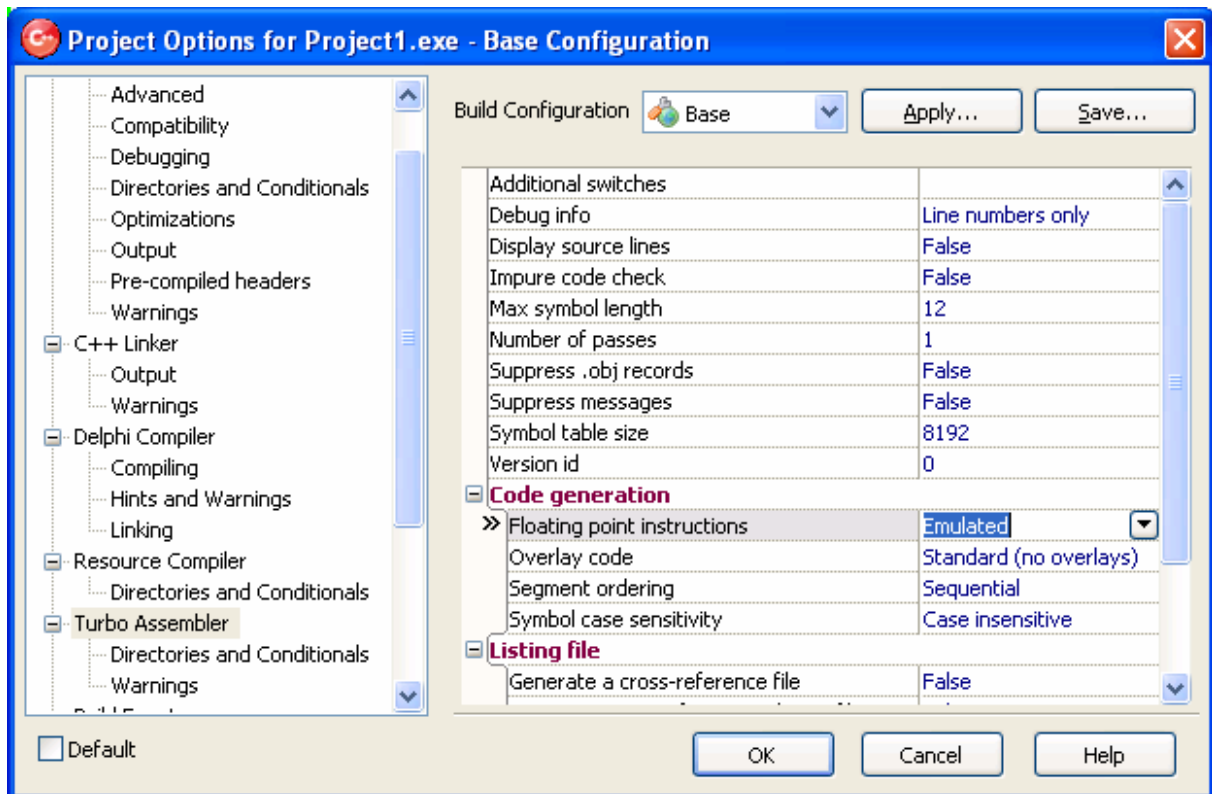 Project Options for Project1.exe - Base Configuration
Advanced
Compatibility
Debugging
Directories and Conditionals
Optimizations
Output
Pre-compiled headers
Warnings
C++ Linker
Output
Warnings
Delphi Compiler
Compiling
Hints and Warnings
Linking
Resource Compiler
Directories and Conditionals
Turbo Assembler
Directories and Conditionals
Warnings
Build Configuration Base Apply... Save...
Additional switches
Debug info Line numbers only
Display source lines False
Impure code check False
Max symbol length 12
Number of passes 1
Suppress .obj records False
Suppress messages False
Symbol table size 8192
Version id 0
Code generation
Floating point instructions Emulated
Overlay code Standard (no overlays)
Segment ordering Sequential
Symbol case sensitivity Case insensitive
Listing file
Generate a cross-reference file False
Default OK Cancel Help